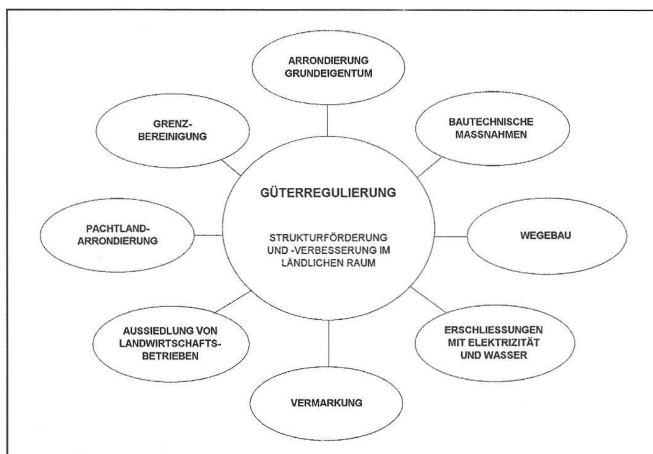 ARRONDIERUNG
GRUNDEIGENTUM
GRENZ-
BEREINIGUNG
BAUTECHNISCHE
MASSNAHMEN
GÜTERREGULIERUNG
STRUKTURFÖRDERUNG
UND -VERBESSERUNG IM
LÄNDLICHEN RAUM
PACHTLAND-
ARRONDIERUNG
WEGEBAU
AUSSIEDLUNG VON
LANDWIRTSCHAFTS-
BETRIEBEN
ERSCHLIESSUNGEN
MIT ELEKTRIZITÄT
UND WASSER
VERMARKUNG